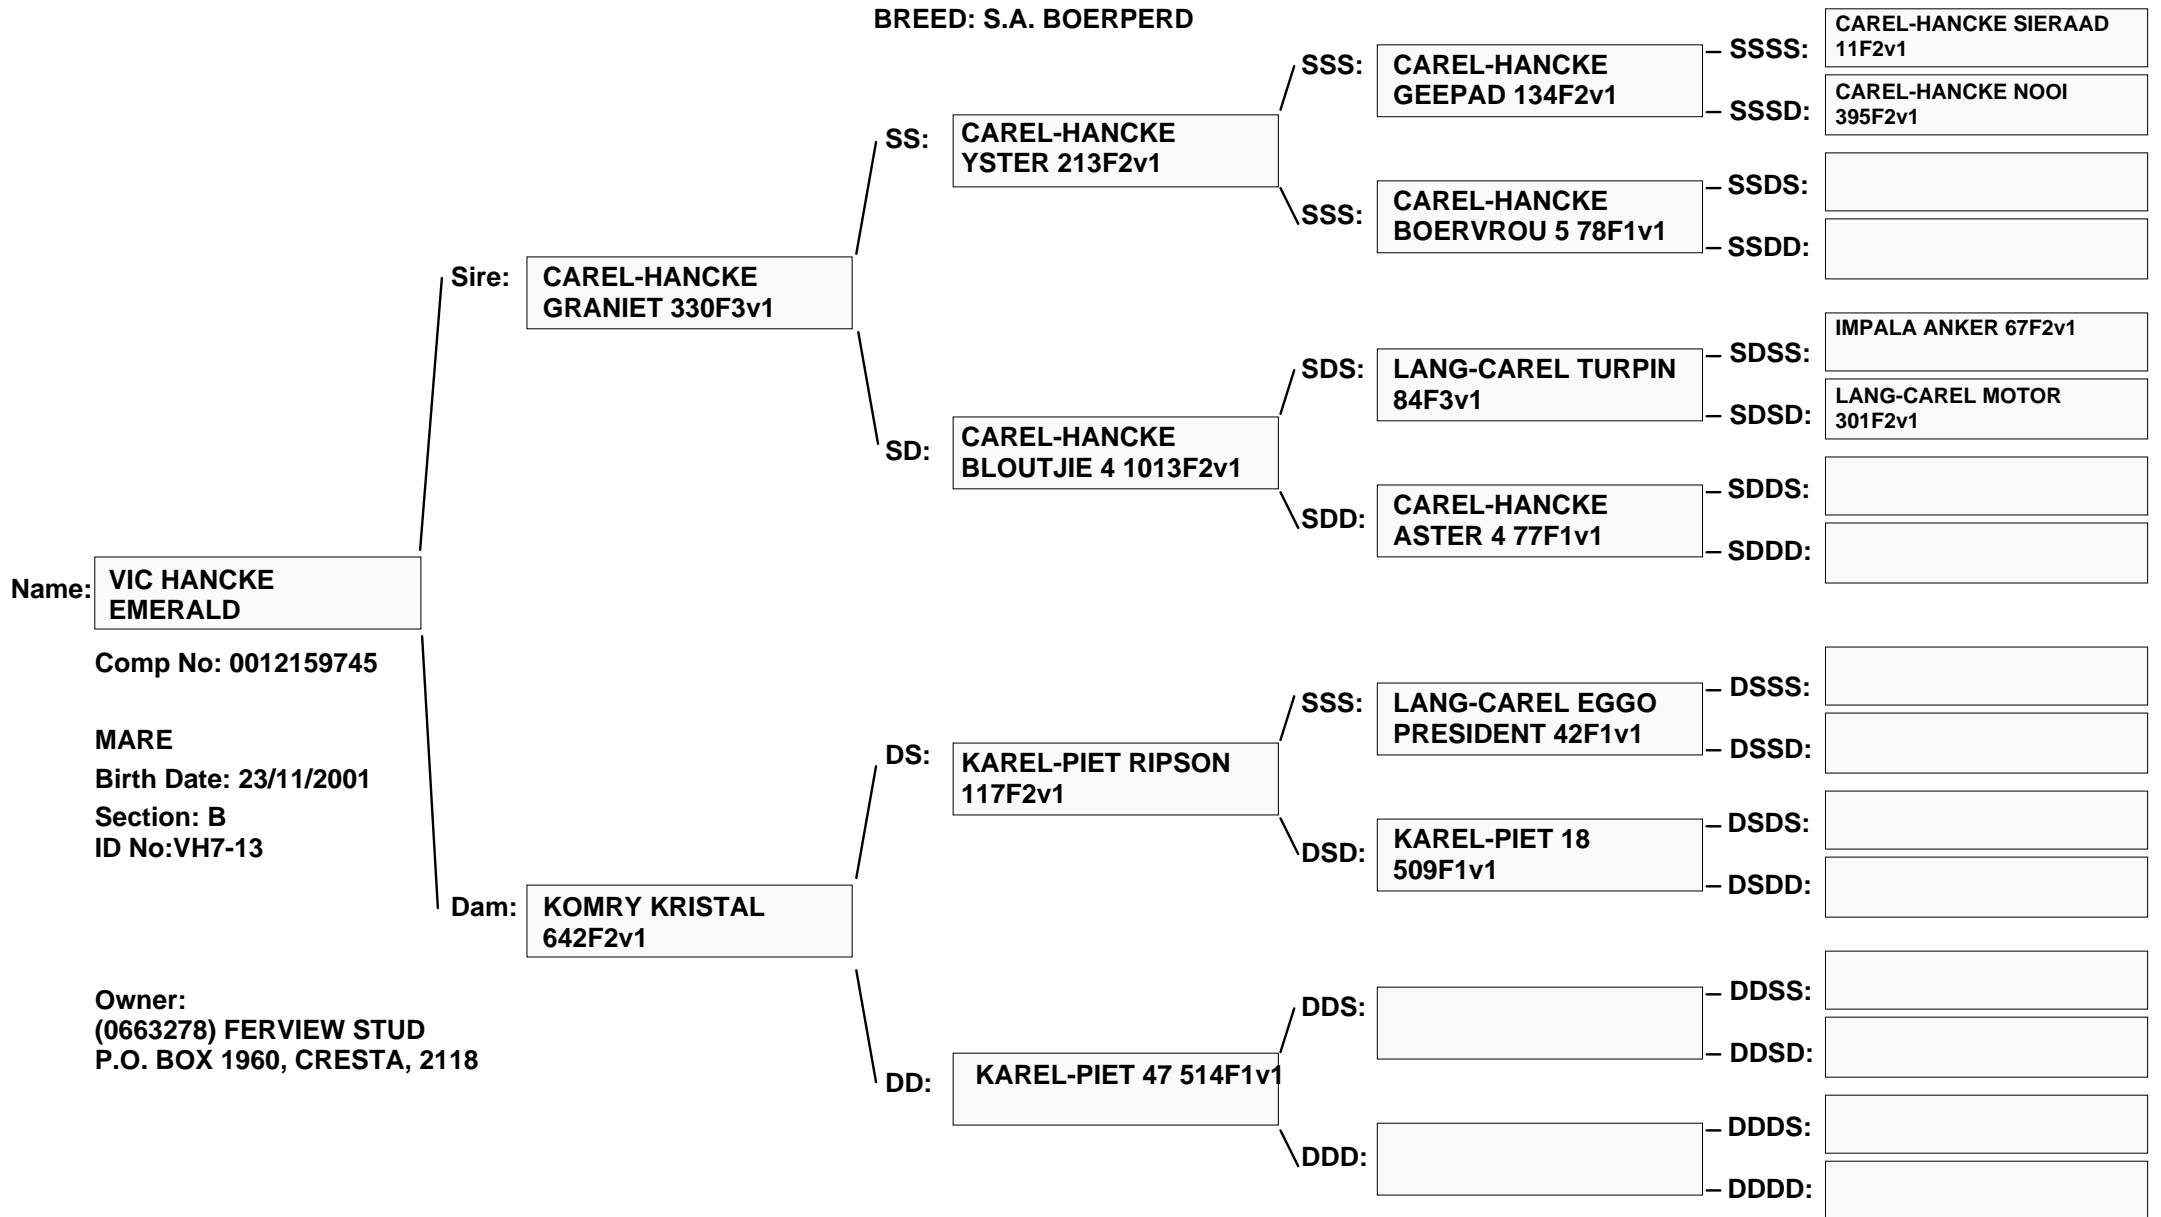 BREED: S.A. BOERPERD
Name:
VIC HANCKE
EMERALD
Comp No: 0012159745
MARE
Birth Date: 23/11/2001
Section: B
ID No:VH7-13
Owner:
(0663278) FERVIEW STUD
P.O. BOX 1960, CRESTA, 2118
Sire:
CAREL-HANCKE
GRANIET 330F3v1
Dam:
KOMRY KRISTAL
642F2v1
SS:
CAREL-HANCKE
YSTER 213F2v1
SD:
CAREL-HANCKE
BLOUTJIE 4 1013F2v1
DS:
KAREL-PIET RIPSON
117F2v1
DD:
KAREL-PIET 47 514F1v1
SSS:
CAREL-HANCKE
GEEPAD 134F2v1
SSS:
CAREL-HANCKE
BOERVROU 5 78F1v1
SDS:
LANG-CAREL TURPIN
84F3v1
SDD:
CAREL-HANCKE
ASTER 4 77F1v1
SSS:
LANG-CAREL EGGO
PRESIDENT 42F1v1
DSD:
KAREL-PIET 18
509F1v1
DDS:
DDD:
SSSS:
CAREL-HANCKE SIERAAD
11F2v1
SSSD:
CAREL-HANCKE NOOI
395F2v1
SSDS:
SSDD:
SDSS:
IMPALA ANKER 67F2v1
SDSD:
LANG-CAREL MOTOR
301F2v1
SDDS:
SDDD:
DSSS:
DSSD:
DSDS:
DSDD:
DDSS:
DDSD:
DDDS:
DDDD: